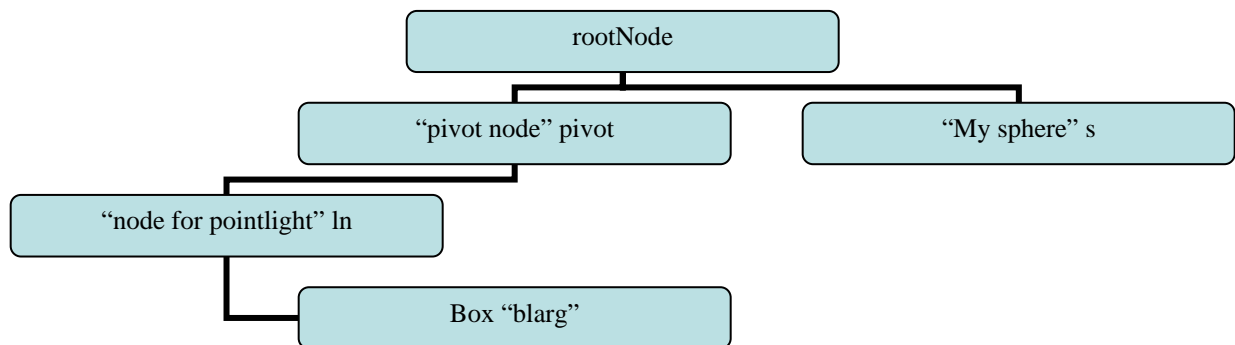 rootNode
“pivot node” pivot
“My sphere” s
“node for pointlight” ln
Box “blarg”